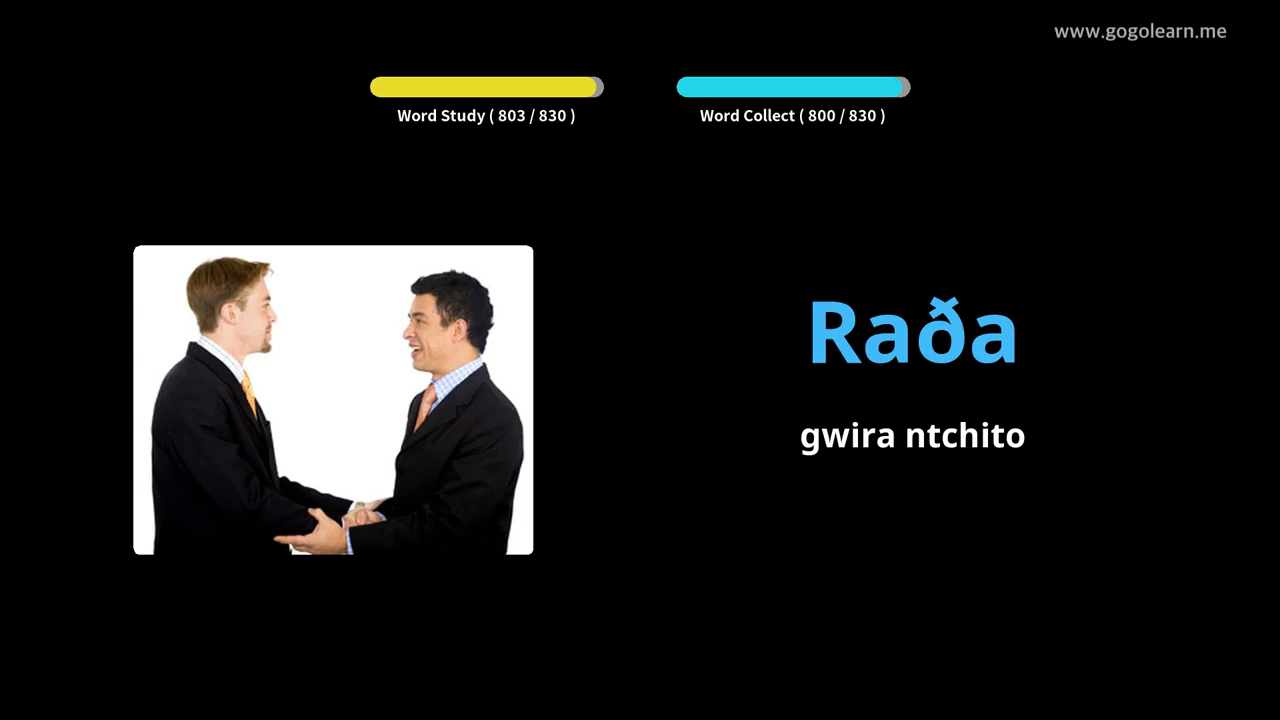 www.gogolearn.me
Word Study ( 803 / 830 )
Word Collect ( 800 / 830 )
Raða
gwira ntchito